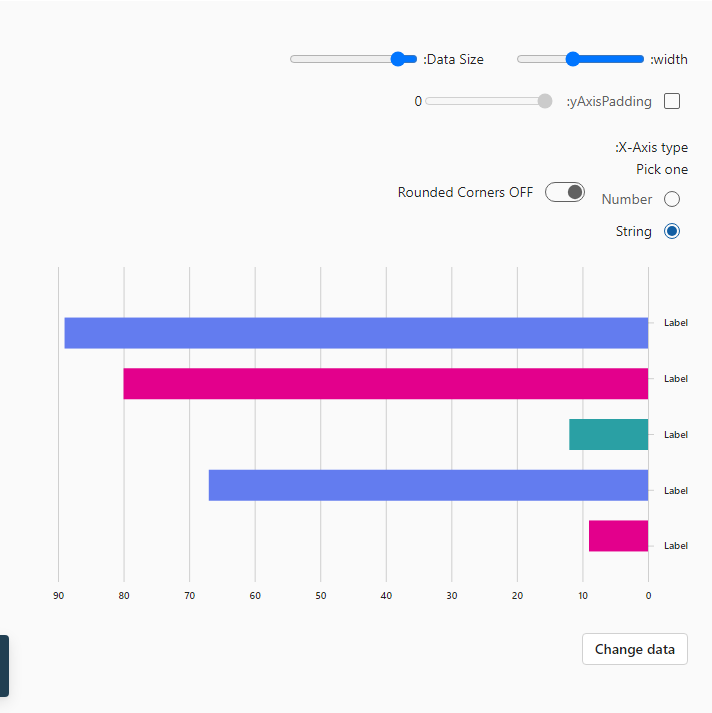 :width
:Data Size
:yAxisPadding
0
:X-Axis type
Pick one
Number
Rounded Corners OFF
String
Label
Label
Label
Label
Label
90 80 70 60 50 40 30 20 10 0
Change data